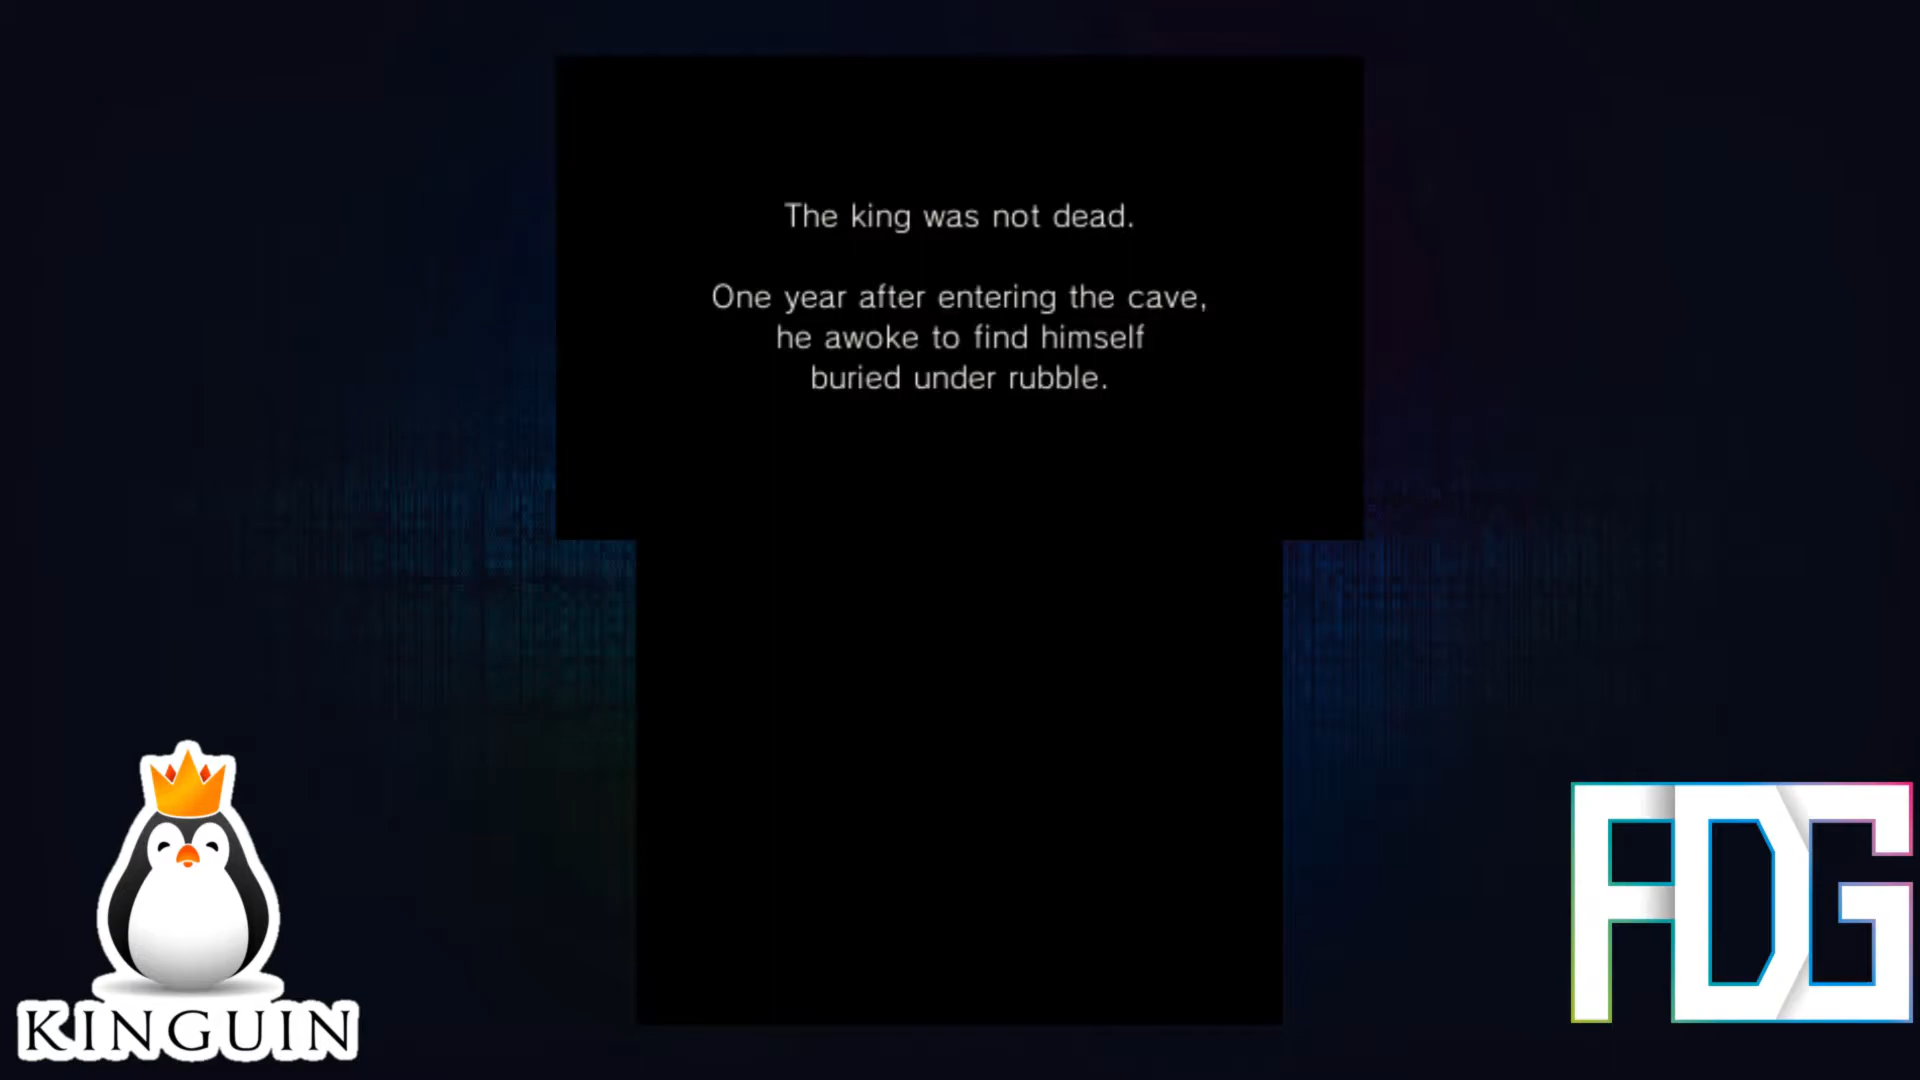 The king was not dead.
One year after entering the cave,
he awoke to find himself
buried under rubble.
KINGUIN
FDG